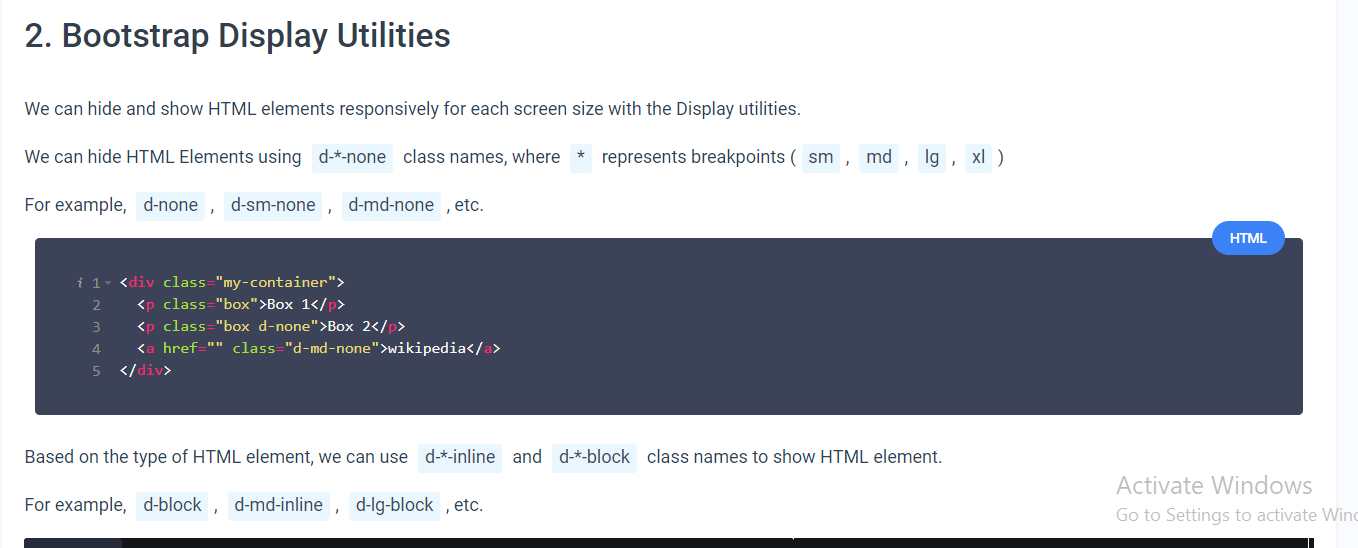 2. Bootstrap Display Utilities
We can hide and show HTML elements responsively for each screen size with the Display utilities.
We can hide HTML Elements using d-*-none class names, where * represents breakpoints ( sm , md , lg , xl )
For example, d-none , d-sm-none , d-md-none , etc.
HTML
i 1 <div class="my-container">
2 <p class="box">Box 1</p>
3 <p class="box d-none">Box 2</p>
4 <a href="" class="d-md-none">wikipedia</a>
5 </div>
Based on the type of HTML element, we can use d-*-inline and d-*-block class names to show HTML element.
For example, d-block , d-md-inline , d-lg-block , etc.
Activate Windows
Go to Settings to activate Winc